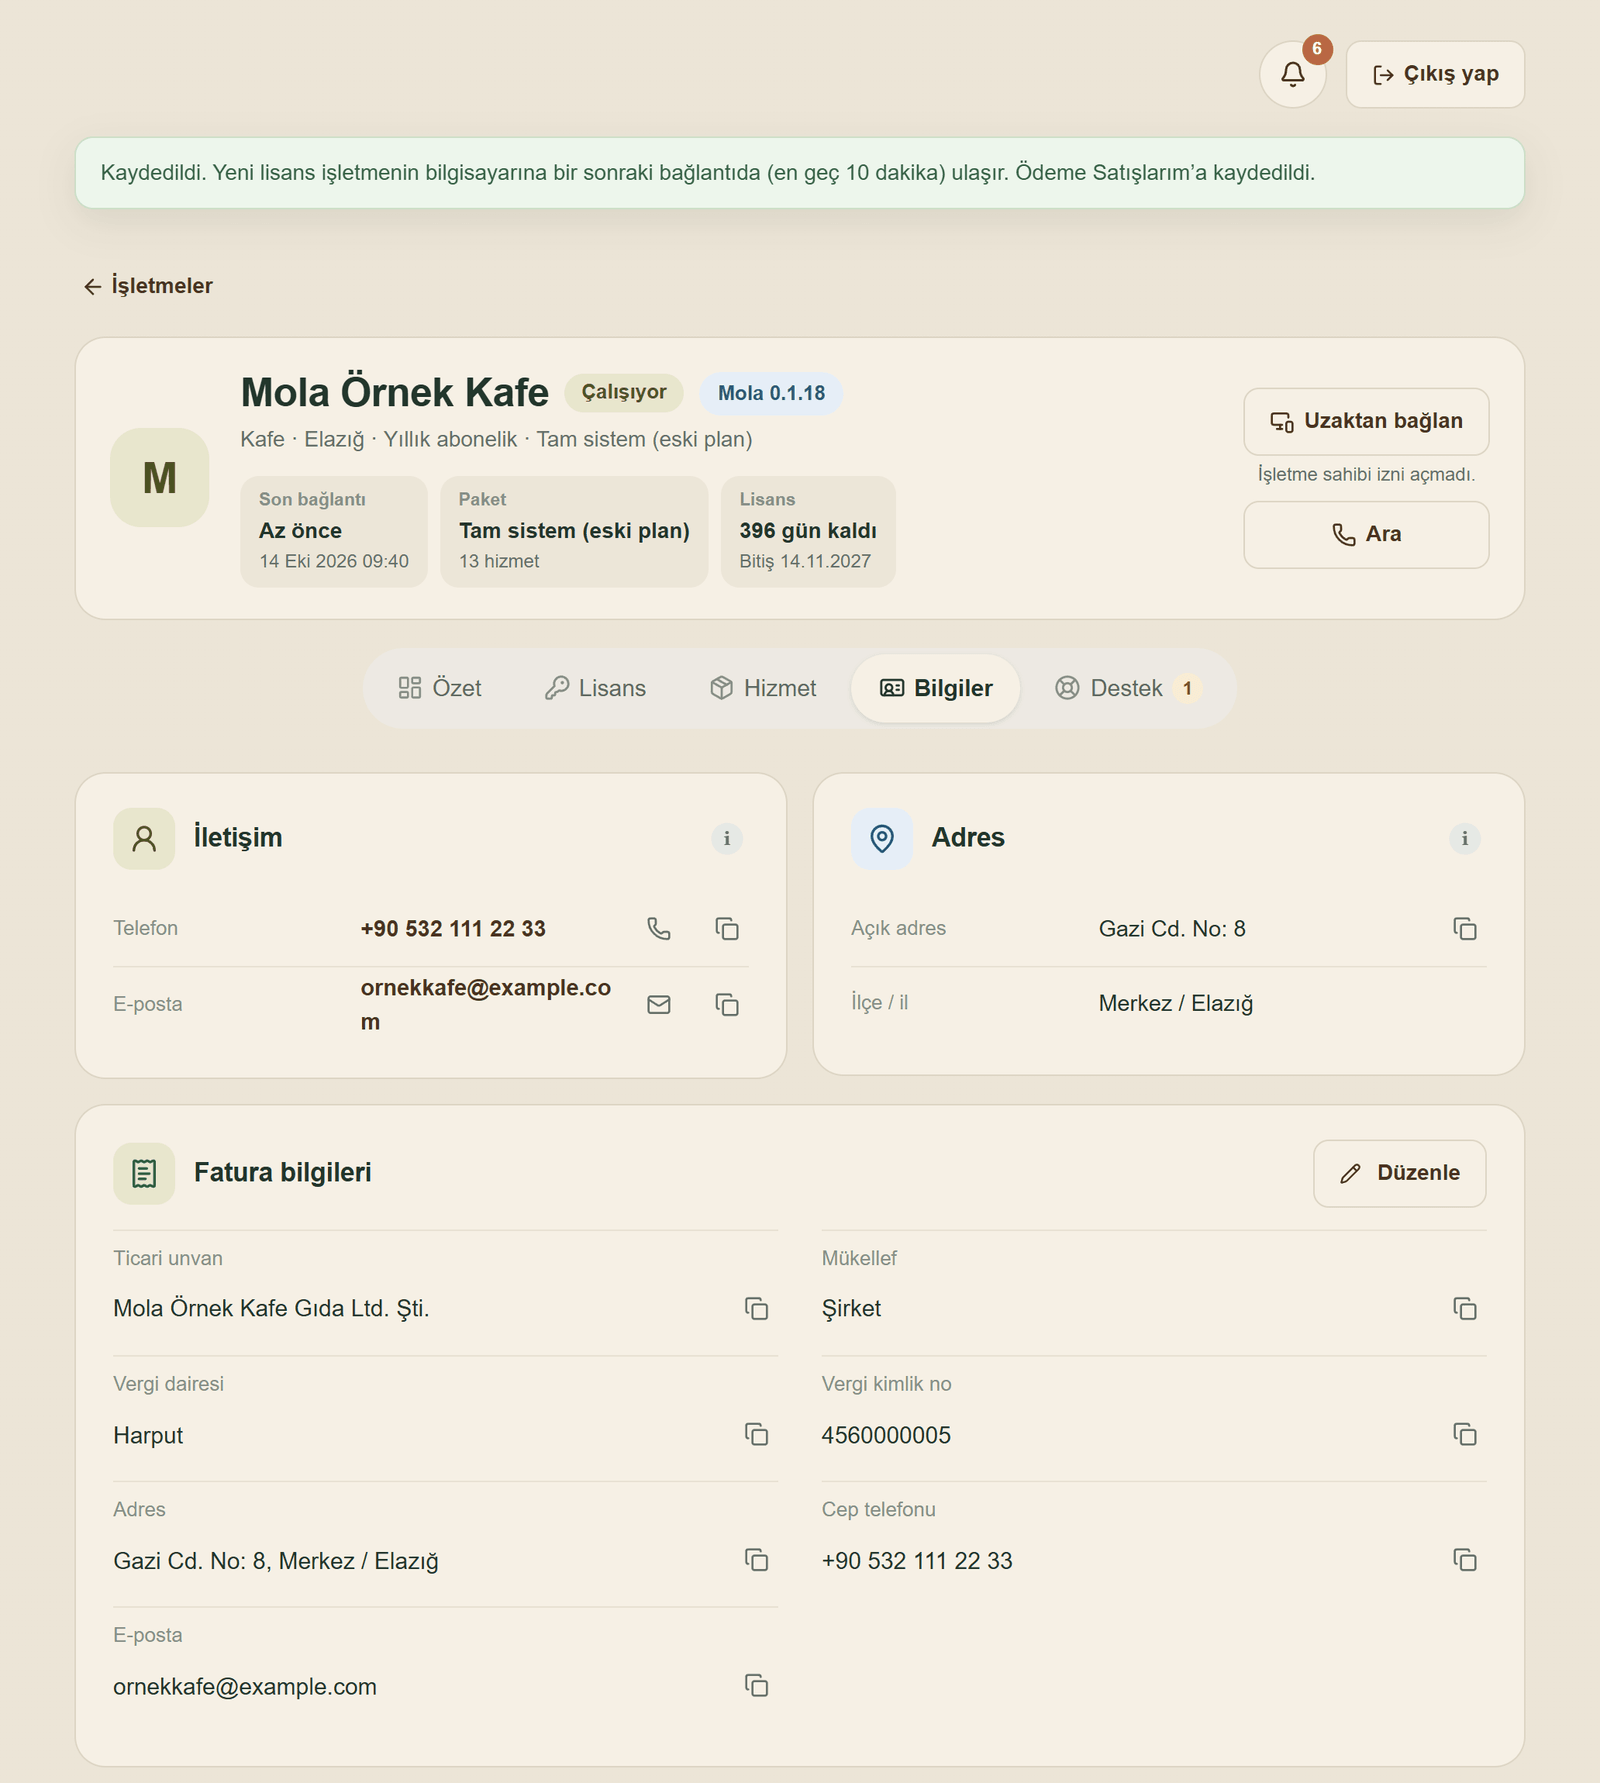 6
Çıkış yap
Kaydedildi. Yeni lisans işletmenin bilgisayarına bir sonraki bağlantıda (en geç 10 dakika) ulaşır. Ödeme Satışlarım’a kaydedildi.
İşletmeler
M
Mola Örnek Kafe
Çalışıyor
Mola 0.1.18
Kafe · Elazığ · Yıllık abonelik · Tam sistem (eski plan)
Son bağlantı
Az önce
14 Eki 2026 09:40
Paket
Tam sistem (eski plan)
13 hizmet
Lisans
396 gün kaldı
Bitiş 14.11.2027
Uzaktan bağlan
İşletme sahibi izni açmadı.
Ara
Özet
Lisans
Hizmet
Bilgiler
Destek
1
İletişim
i
Telefon
+90 532 111 22 33
E-posta
ornekkafe@example.co
m
Adres
i
Açık adres
Gazi Cd. No: 8
İlçe / il
Merkez / Elazığ
Fatura bilgileri
Düzenle
Ticari unvan
Mola Örnek Kafe Gıda Ltd. Şti.
Mükellef
Şirket
Vergi dairesi
Harput
Vergi kimlik no
4560000005
Adres
Gazi Cd. No: 8, Merkez / Elazığ
Cep telefonu
+90 532 111 22 33
E-posta
ornekkafe@example.com